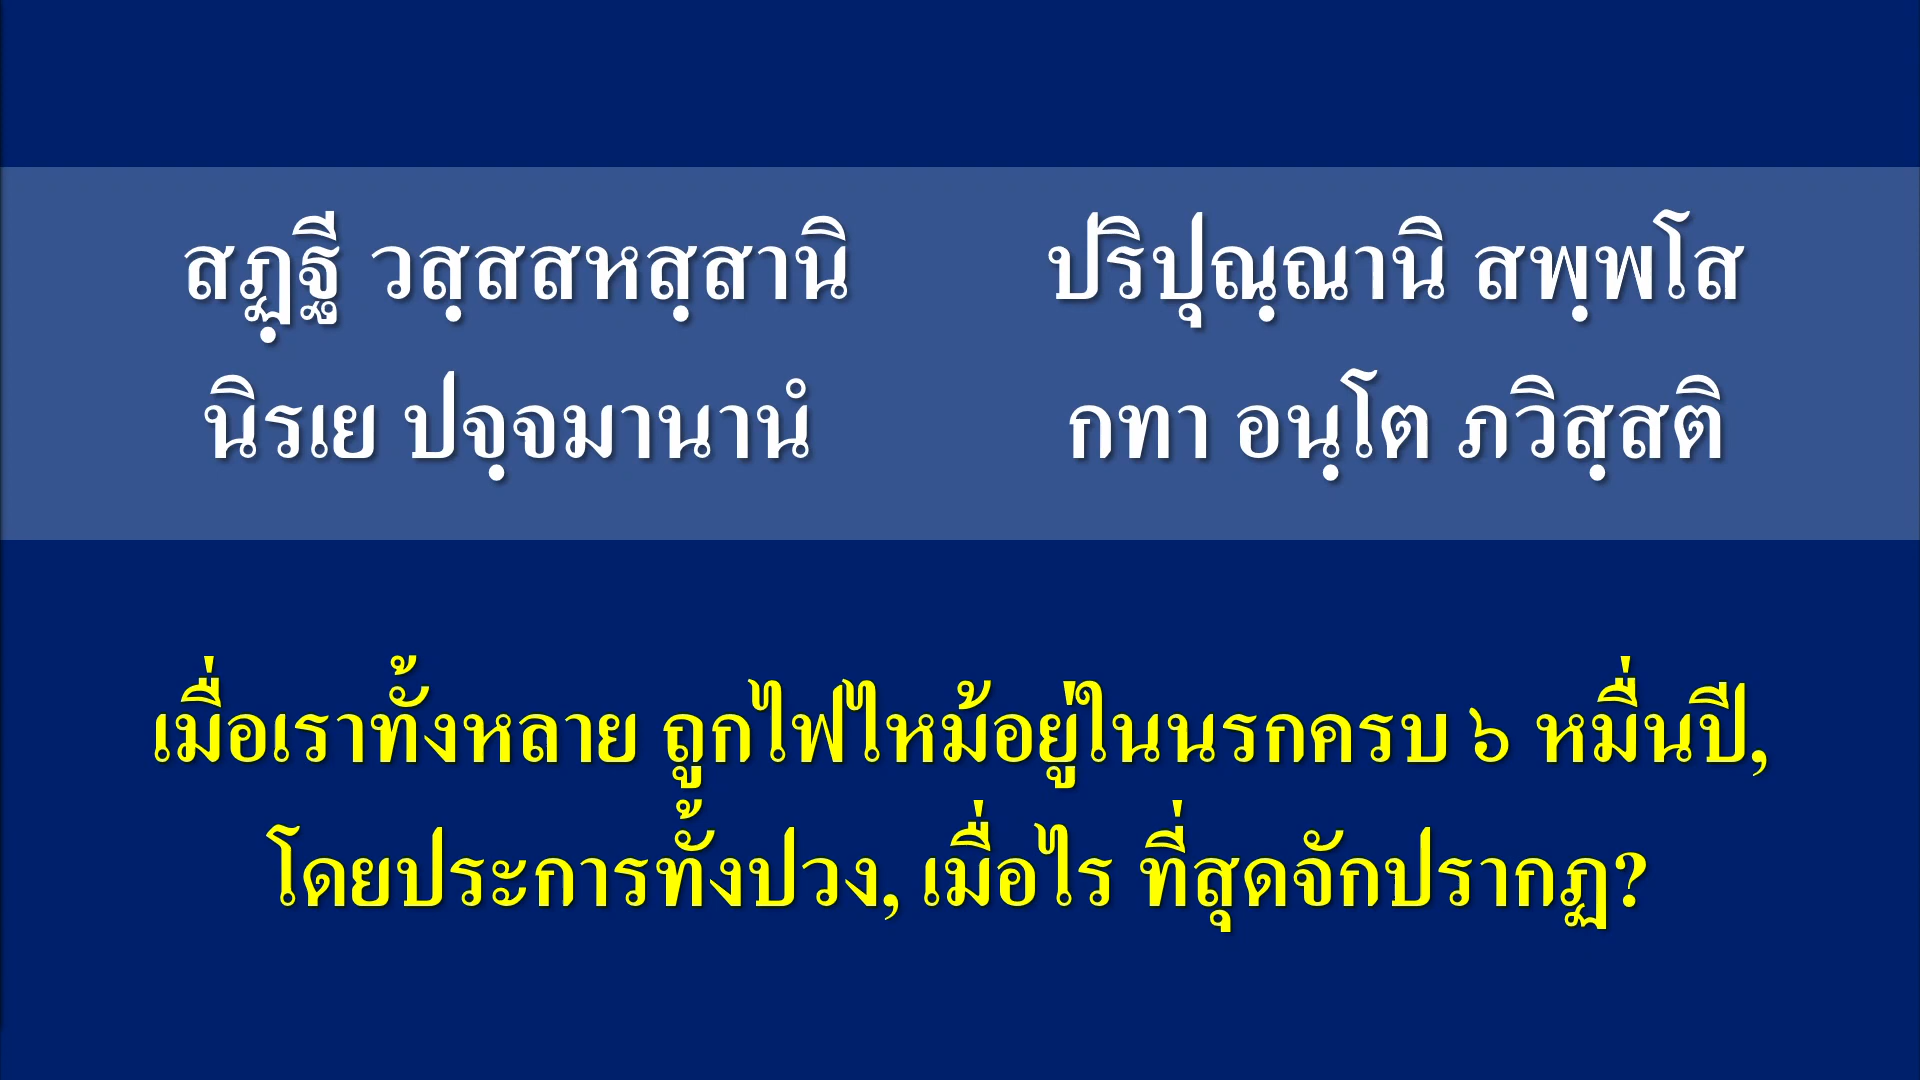 สฏฺฐี วสฺสสหสฺสานิ ปริปุณฺณานิ สพฺพโส
นิรเย ปจฺจมานานํ กทา อนฺโต ภวิสฺสติ
เมื่อเราทั้งหลาย ถูกไฟไหม้อยู่ในนรกครบ ๖ หมื่นปี,
โดยประการทั้งปวง, เมื่อไร ที่สุดจักปรากฏ?